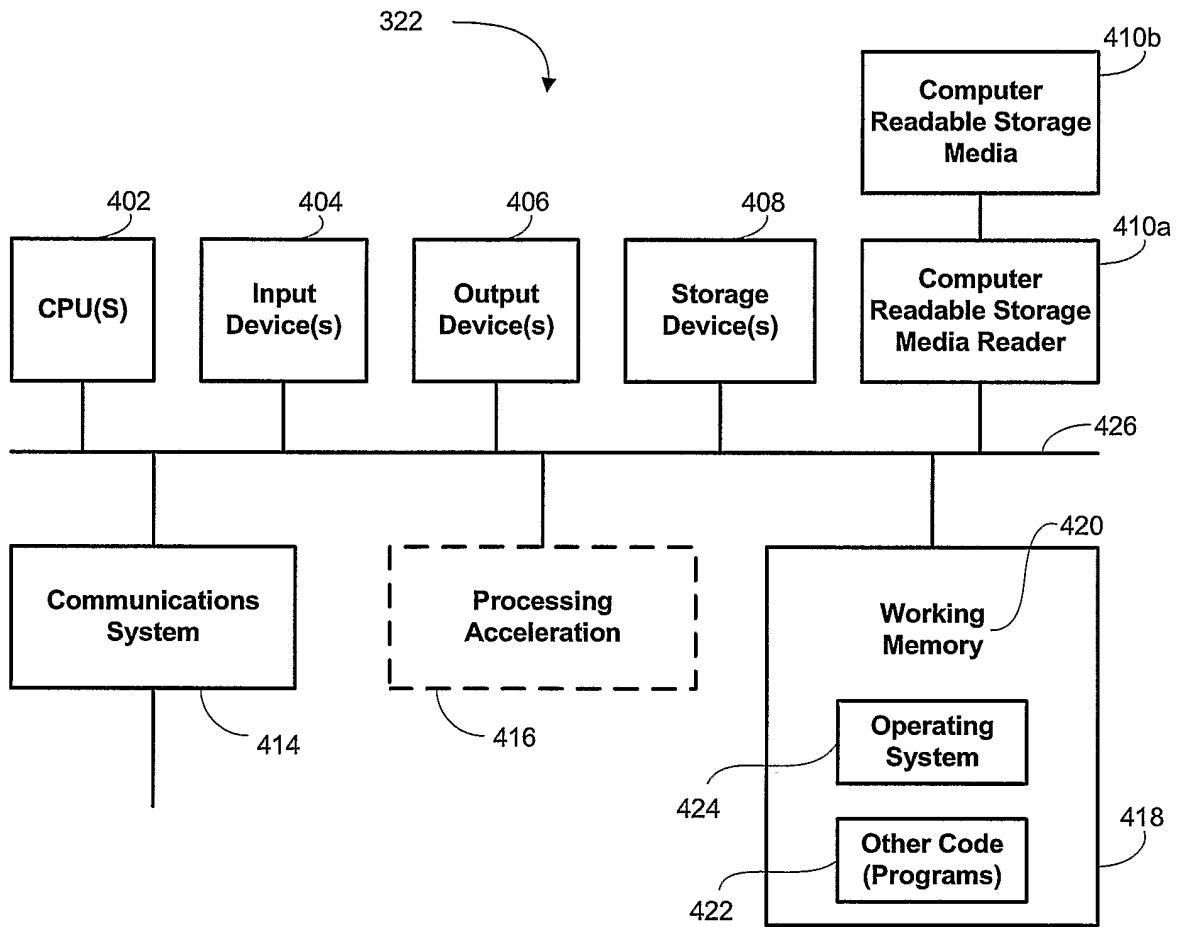 322
410b
Computer
Readable Storage
Media
402
404
406
408
410a
CPU(S)
Input
Device(s)
Output
Device(s)
Storage
Device(s)
Computer
Readable Storage
Media Reader
426
420
Communications
System
Processing
Acceleration
Working
Memory
414
416
Operating
System
424
418
Other Code
(Programs)
422